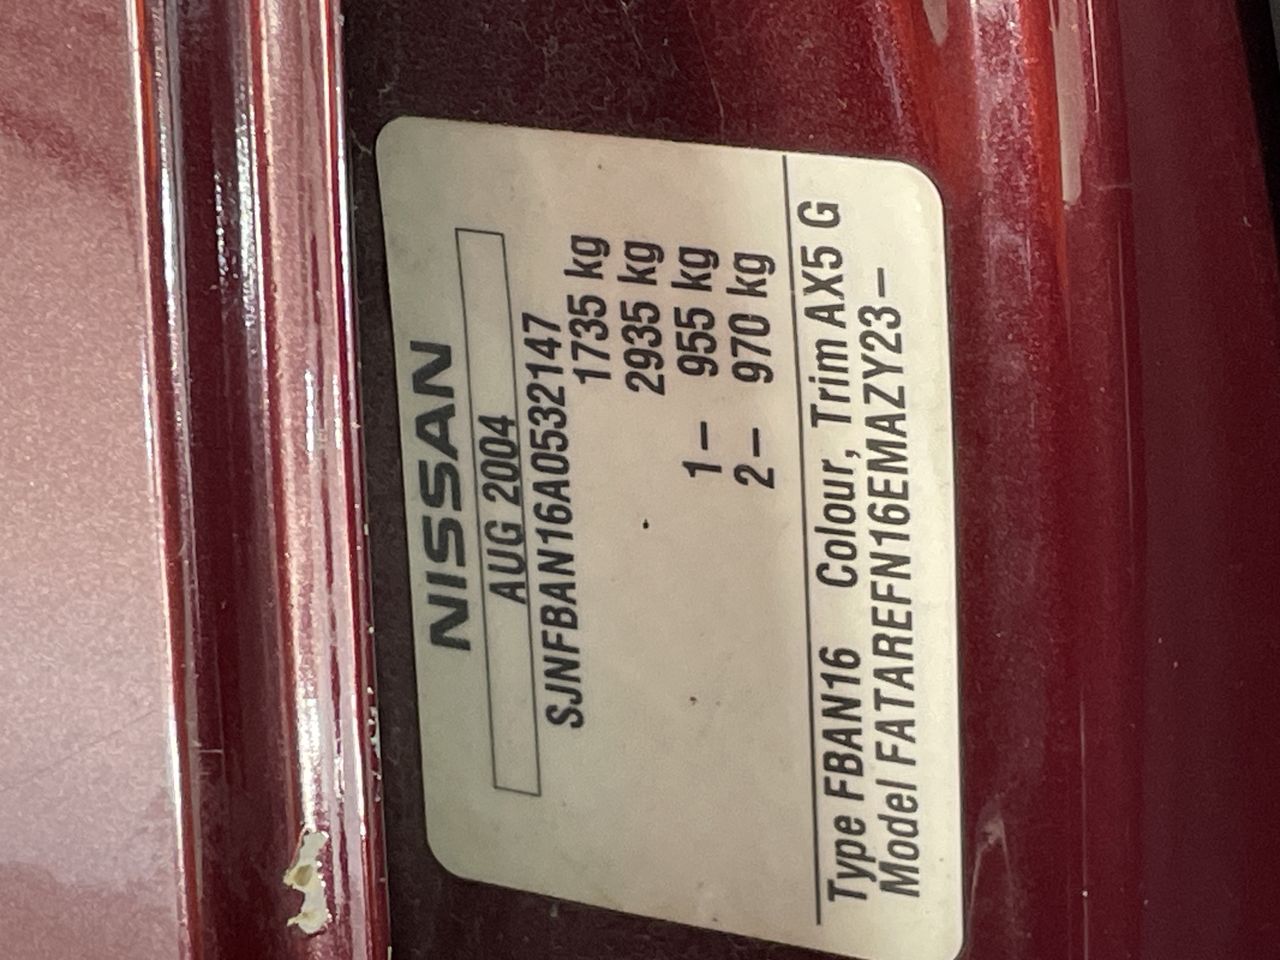 NISSAN
AUG 2004
SJNFBAN16A0532147
1735 kg
2935 kg
1– 955 kg
2– 970 kg
Type FBAN16 Colour, Trim AX5 G
Model FATAREFN16EMAZY23–